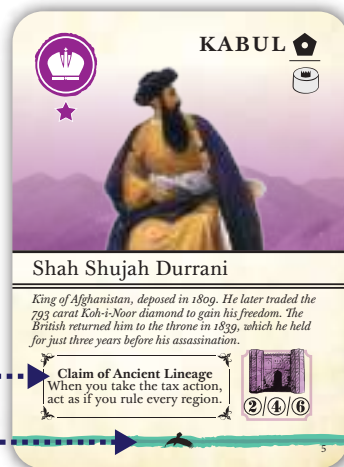 KABUL
Shah Shujah Durrani
King of Afghanistan, deposed in 1809. He later traded the
793 carat Koh-i-Noor diamond to gain his freedom. The
British returned him to the throne in 1839, which he held
for just three years before his assassination.
Claim of Ancient Lineage
When you take the tax action,
act as if you rule every region.
2/4/6
5